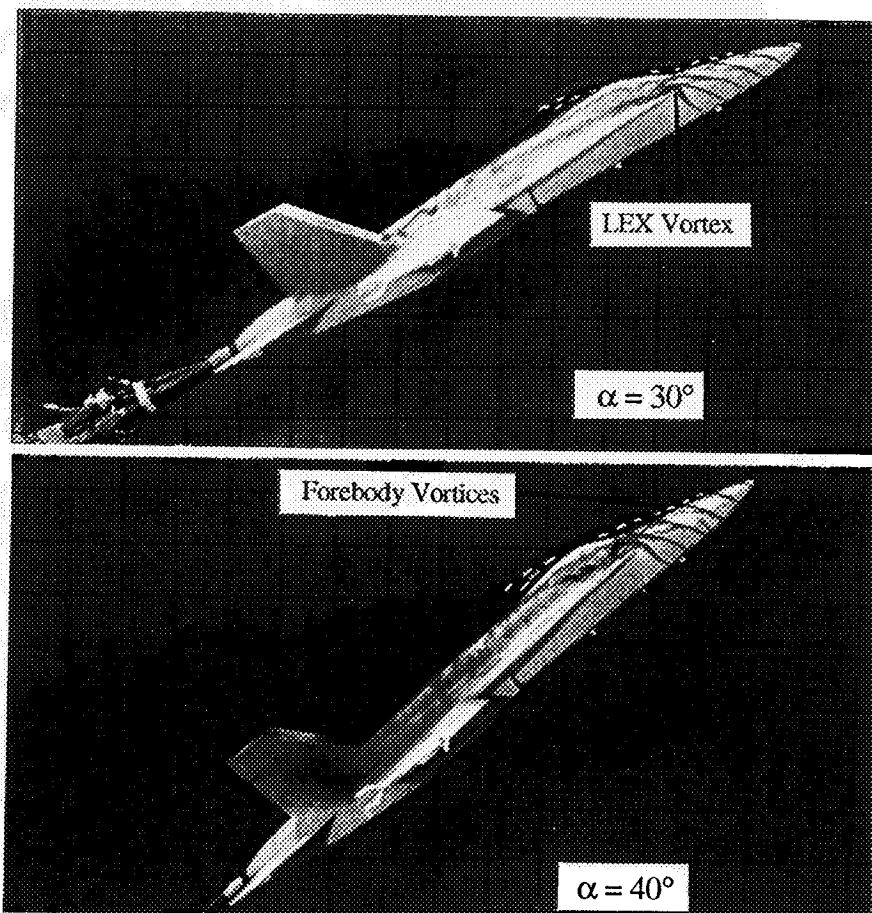 LEX Vortex
α = 30°
Forebody Vortices
α = 40°